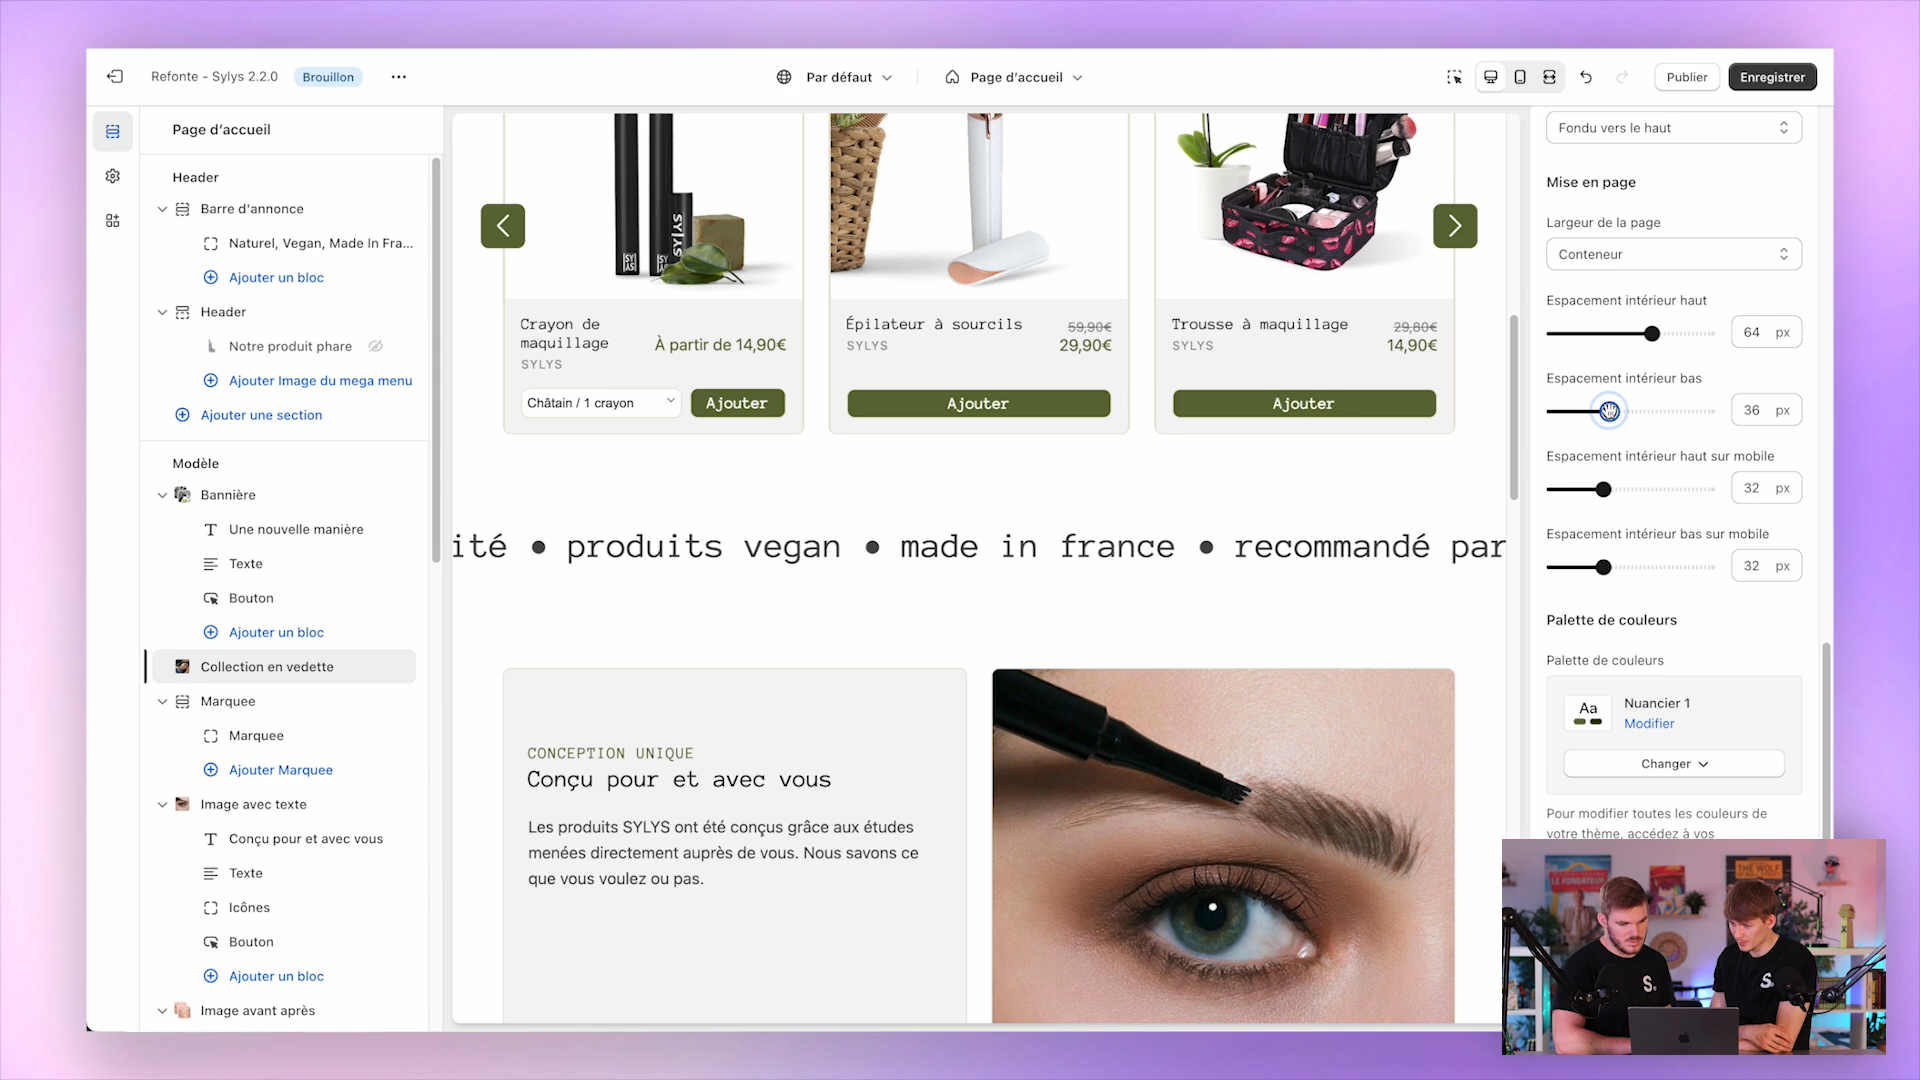 Refonte - Sylys 2.2.0
Brouillon
Par défaut
Page d'accueil
Publier
Enregistrer
Page d'accueil
Header
Barre d'annonce
Naturel, Vegan, Made In Fra...
Ajouter un bloc
Header
Notre produit phare
Ajouter Image du mega menu
Ajouter une section
Modèle
Bannière
Une nouvelle manière
Texte
Bouton
Ajouter un bloc
Collection en vedette
Marquee
Marquee
Ajouter Marquee
Image avec texte
Conçu pour et avec vous
Texte
Icônes
Bouton
Ajouter un bloc
Image avant après
SYLYS
SY
LYS
SY
LYS
Crayon de
maquillage
SYLYS
À partir de 14,90€
Châtain / 1 crayon
Ajouter
Épilateur à sourcils
SYLYS
59,90€
29,90€
Ajouter
Trousse à maquillage
SYLYS
29,80€
14,90€
Ajouter
ité • produits vegan • made in france • recommandé par
CONCEPTION UNIQUE
Conçu pour et avec vous
Les produits SYLYS ont été conçus grâce aux études
menées directement auprès de vous. Nous savons ce
que vous voulez ou pas.
Fondu vers le haut
Mise en page
Largeur de la page
Conteneur
Espacement intérieur haut
64 px
Espacement intérieur bas
36 px
Espacement intérieur haut sur mobile
32 px
Espacement intérieur bas sur mobile
32 px
Palette de couleurs
Palette de couleurs
Aa
Nuancier 1
Modifier
Changer
Pour modifier toutes les couleurs de
votre thème, accédez à vos
LE FONDATEUR
THE WOLF
S.
S.